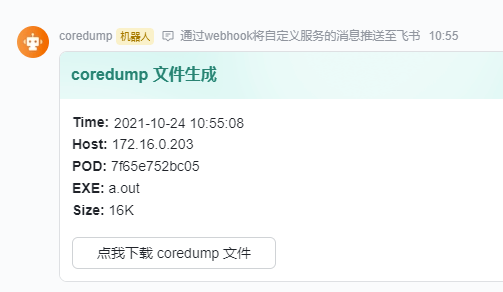 coredump 机器人 通过webhook将自定义服务的消息推送至飞书 10:55
coredump 文件生成
Time: 2021-10-24 10:55:08
Host: 172.16.0.203
POD: 7f65e752bc05
EXE: a.out
Size: 16K
点我下载 coredump 文件